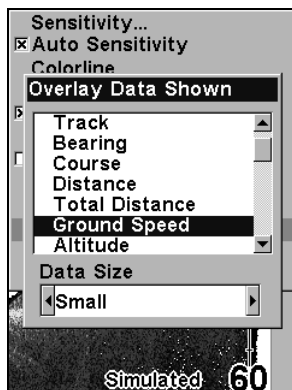 Sensitivity...
Auto Sensitivity
Colorline
Overlay Data Shown
Track
Bearing
Course
Distance
Total Distance
Ground Speed
Altitude
Data Size
Small
Simulated
60